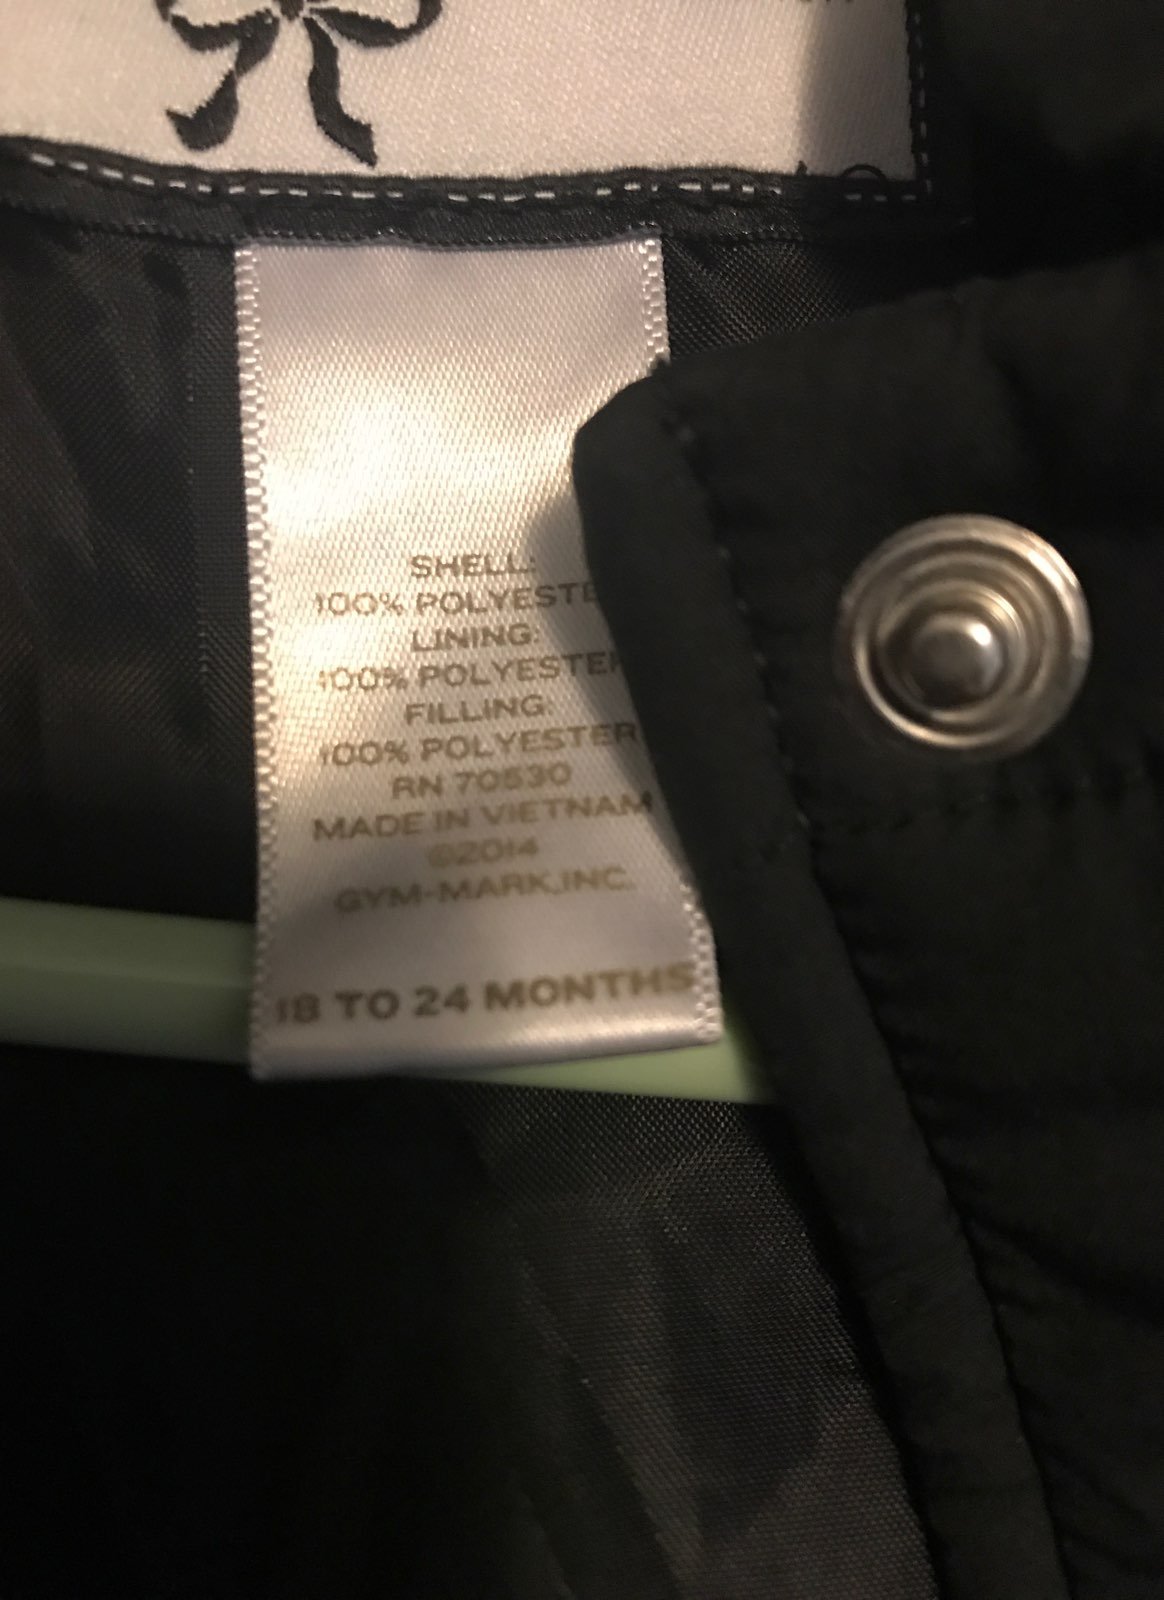 SHELL:
100% POLYESTE
LINING:
100% POLYESTER
FILLING:
100% POLYESTER
RN 70530
MADE IN VIETNAM
©2014
GYM-MARK,INC.
18 TO 24 MONTHS